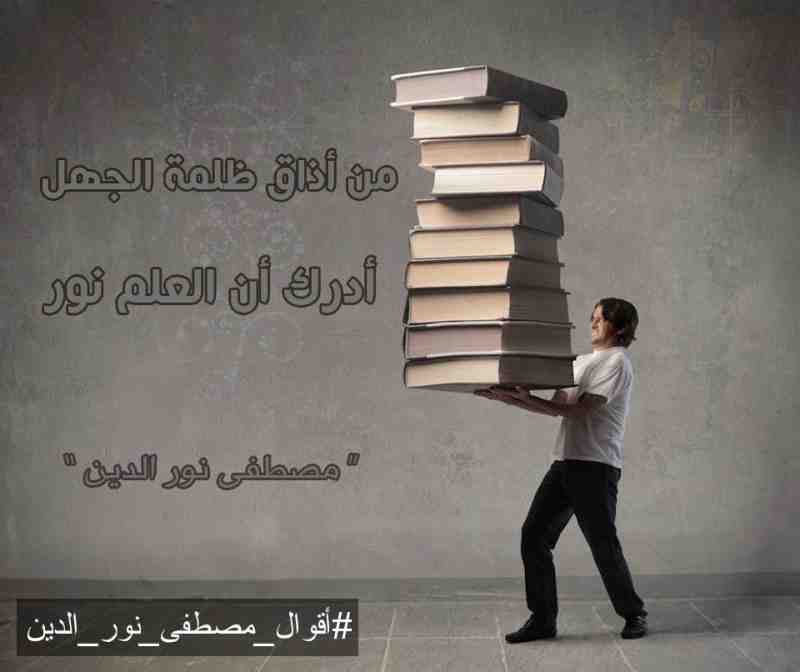 من أذاق ظلمة الجهل
أدرك أن العلم نور
"مصطفى نور الدين"
#أقوال_مصطفى_نور_الدين